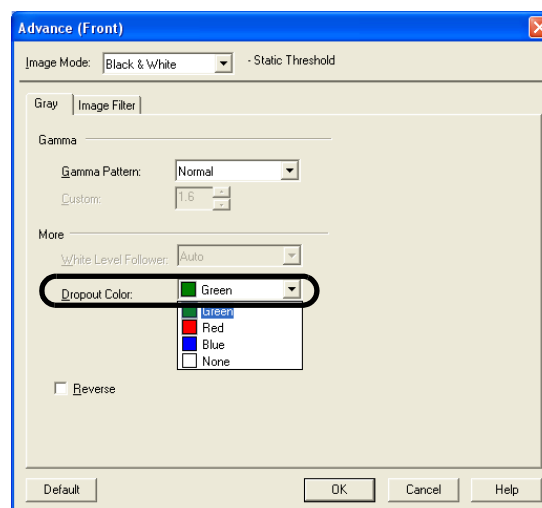 Advance (Front)
Image Mode: Black & White - Static Threshold
Gray Image Filter
Gamma
Gamma Pattern: Normal
Custom: 1.6
More
White Level Follower: Auto
Dropout Color: Green
Green
Red
Blue
None
Reverse
Default OK Cancel Help